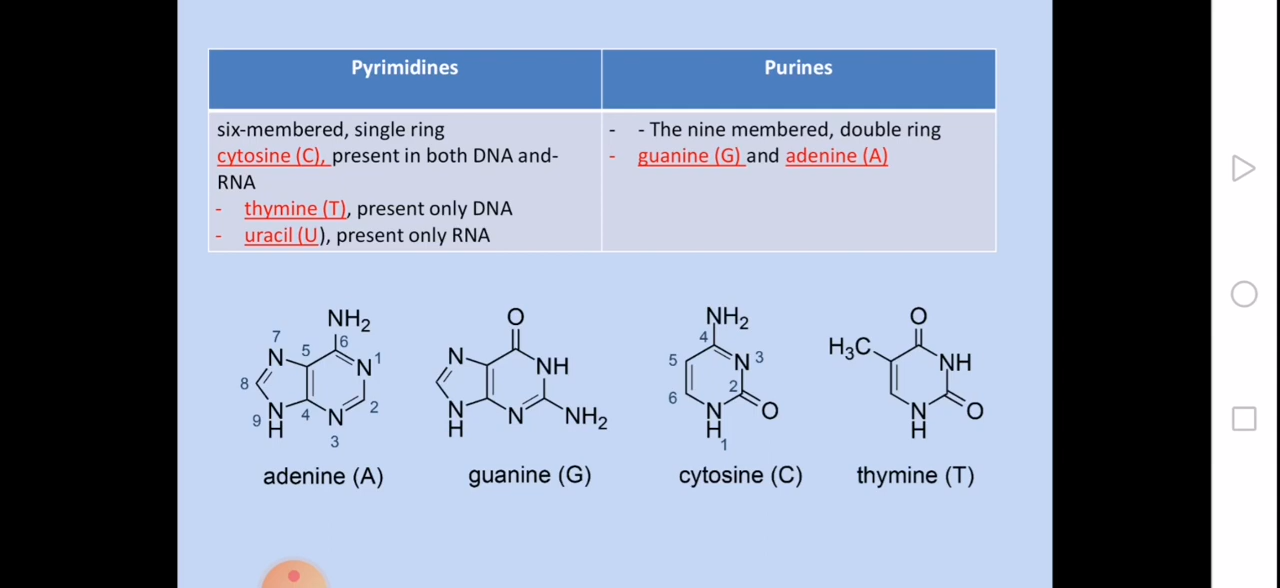 Pyrimidines
Purines
six-membered, single ring
cytosine (C), present in both DNA and-
RNA
- thymine (T), present only DNA
- uracil (U), present only RNA
- - The nine membered, double ring
- guanine (G) and adenine (A)
NH2
7
5
6
N
N
1
8
9
N
H
4
N
2
3
adenine (A)
O
N
NH
N
H
N
NH2
guanine (G)
NH2
4
5
N
3
6
2
N
H
1
O
cytosine (C)
O
H3C
NH
N
H
O
thymine (T)